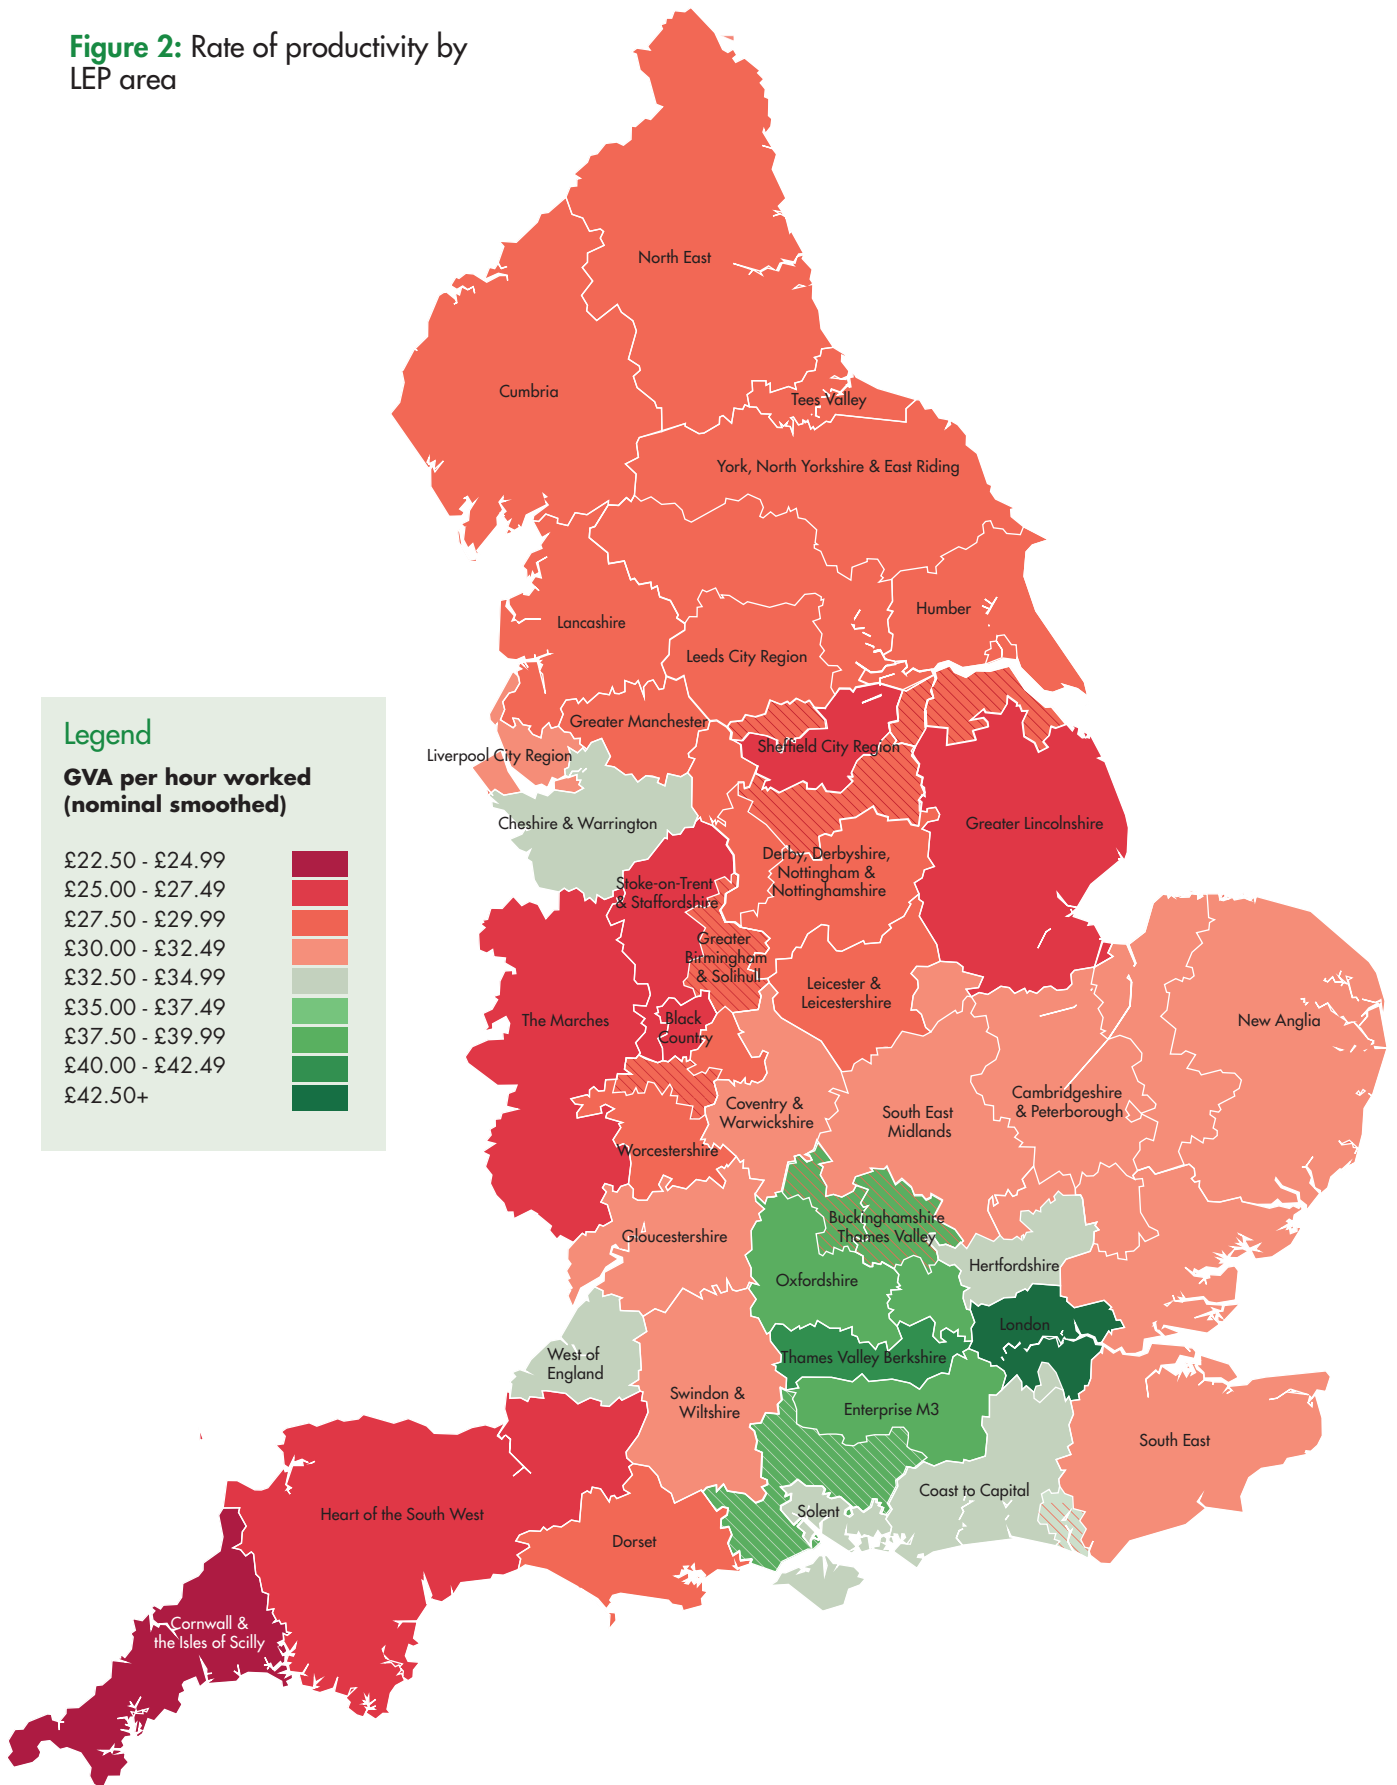 Figure 2: Rate of productivity by
LEP area
North East
Cumbria
Tees Valley
York, North Yorkshire & East Riding
Humber
Lancashire
Leeds City Region
Greater Manchester
Sheffield City Region
Liverpool City Region
Cheshire & Warrington
Greater Lincolnshire
Derby, Derbyshire,
Nottingham &
Nottinghamshire
Stoke-on-Trent
& Staffordshire
Greater
Birmingham
& Solihull
Leicester &
Leicestershire
The Marches
Black
Country
New Anglia
Cambridgeshire
& Peterborough
Coventry &
Warwickshire
South East
Midlands
Worcestershire
Buckinghamshire
Thames Valley
Gloucestershire
Hertfordshire
Oxfordshire
London
Thames Valley Berkshire
West of
England
Swindon &
Wiltshire
Enterprise M3
South East
Coast to Capital
Solent
Heart of the South West
Dorset
Cornwall &
the Isles of Scilly
Legend
GVA per hour worked
(nominal smoothed)
£22.50 - £24.99
£25.00 - £27.49
£27.50 - £29.99
£30.00 - £32.49
£32.50 - £34.99
£35.00 - £37.49
£37.50 - £39.99
£40.00 - £42.49
£42.50+